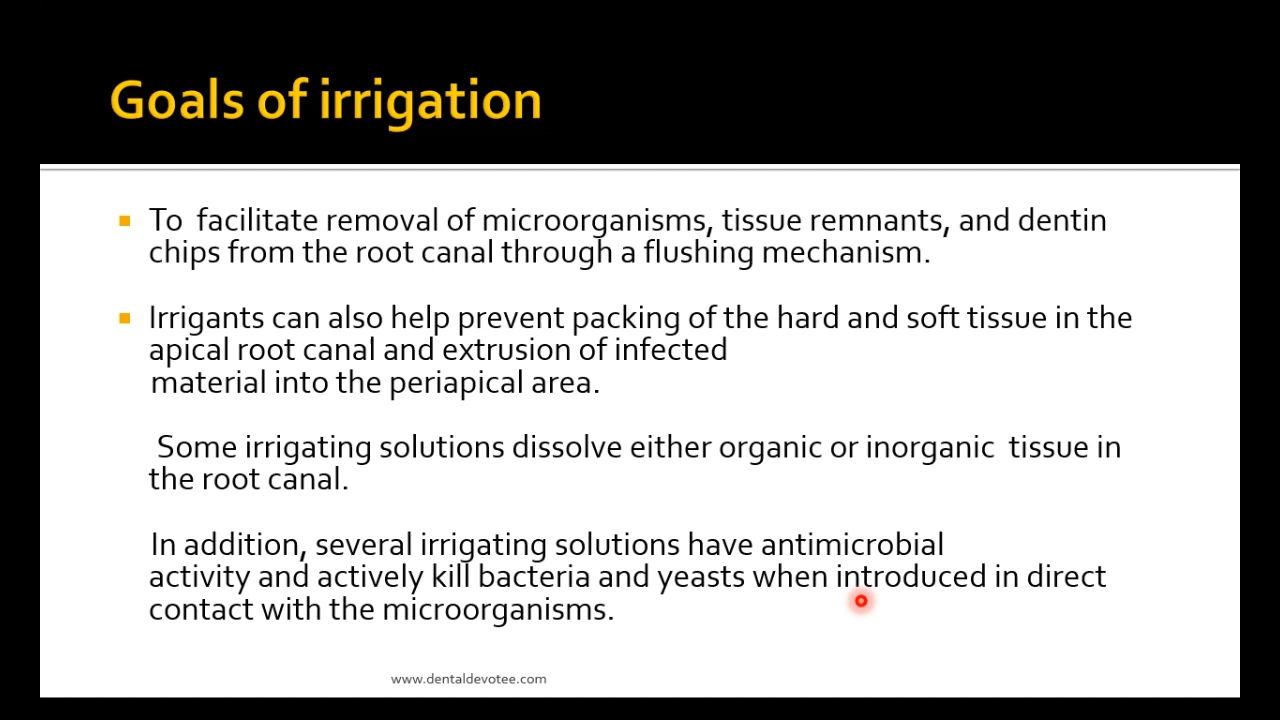 Goals of irrigation
To facilitate removal of microorganisms, tissue remnants, and dentin
chips from the root canal through a flushing mechanism.
Irrigants can also help prevent packing of the hard and soft tissue in the
apical root canal and extrusion of infected
material into the periapical area.
Some irrigating solutions dissolve either organic or inorganic tissue in
the root canal.
In addition, several irrigating solutions have antimicrobial
activity and actively kill bacteria and yeasts when introduced in direct
contact with the microorganisms.
www.dentaldevotee.com